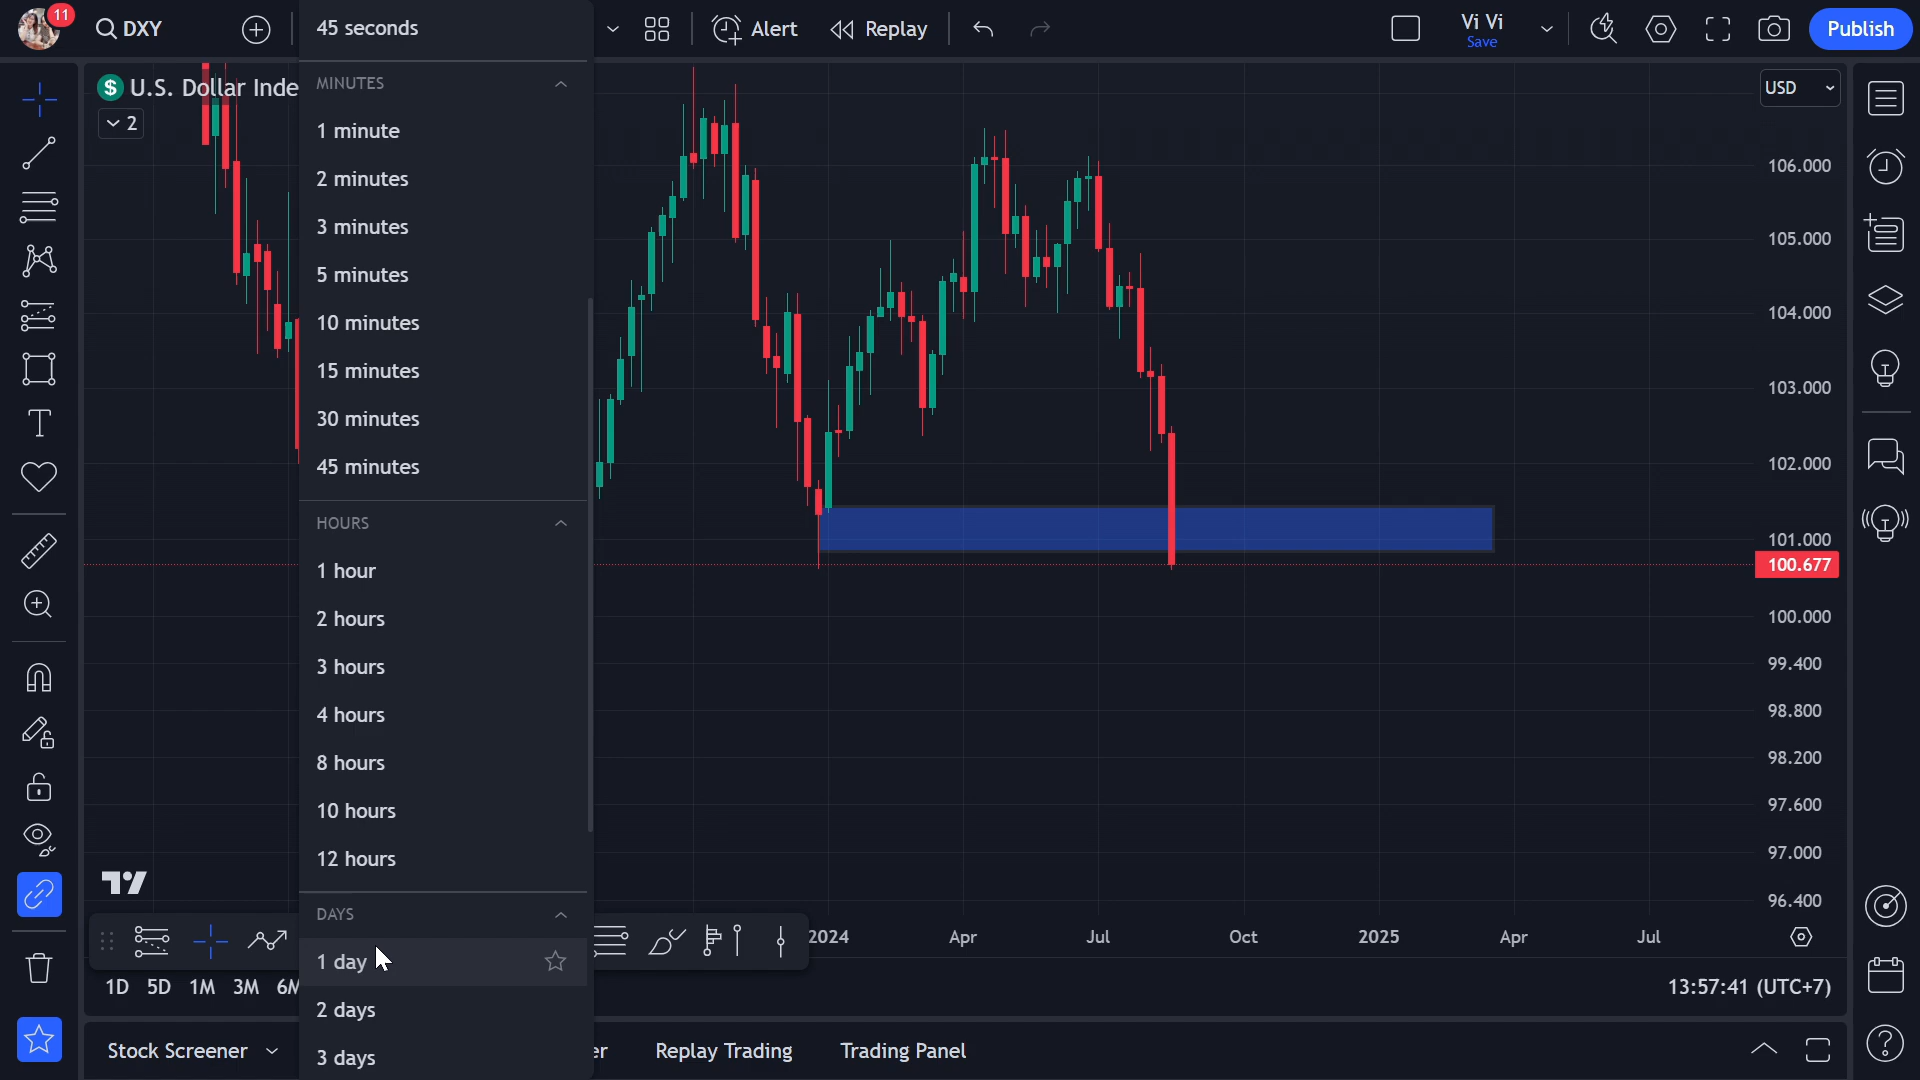 11
DXY
45 seconds
Alert
Replay
Vi Vi
Save
Publish
$ U.S. Dollar Inde
2
USD
MINUTES
1 minute
2 minutes
3 minutes
5 minutes
10 minutes
15 minutes
30 minutes
45 minutes
HOURS
1 hour
2 hours
3 hours
4 hours
8 hours
10 hours
12 hours
DAYS
1 day
2 days
3 days
106.000
105.000
104.000
103.000
102.000
101.000
100.677
100.000
99.400
98.800
98.200
97.600
97.000
96.400
2024 Apr Jul Oct 2025 Apr Jul
1D 5D 1M 3M 6M
13:57:41 (UTC+7)
Stock Screener
er
Replay Trading
Trading Panel